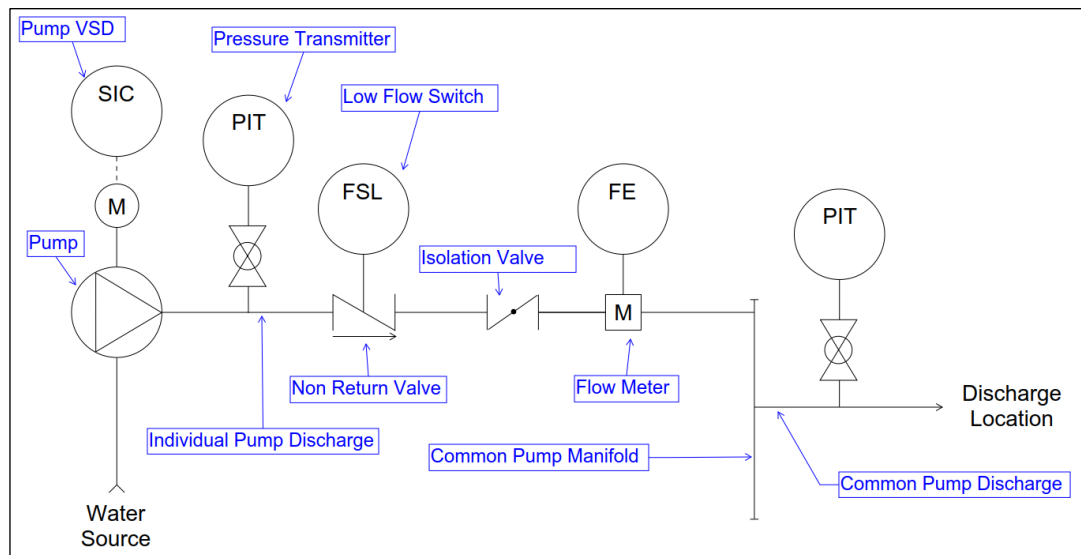 Pump VSD
Pressure Transmitter
SIC
PIT
Low Flow Switch
FSL
FE
M
PIT
Pump
Isolation Valve
M
Non Return Valve
Flow Meter
Discharge
Location
Individual Pump Discharge
Common Pump Manifold
Common Pump Discharge
Water
Source